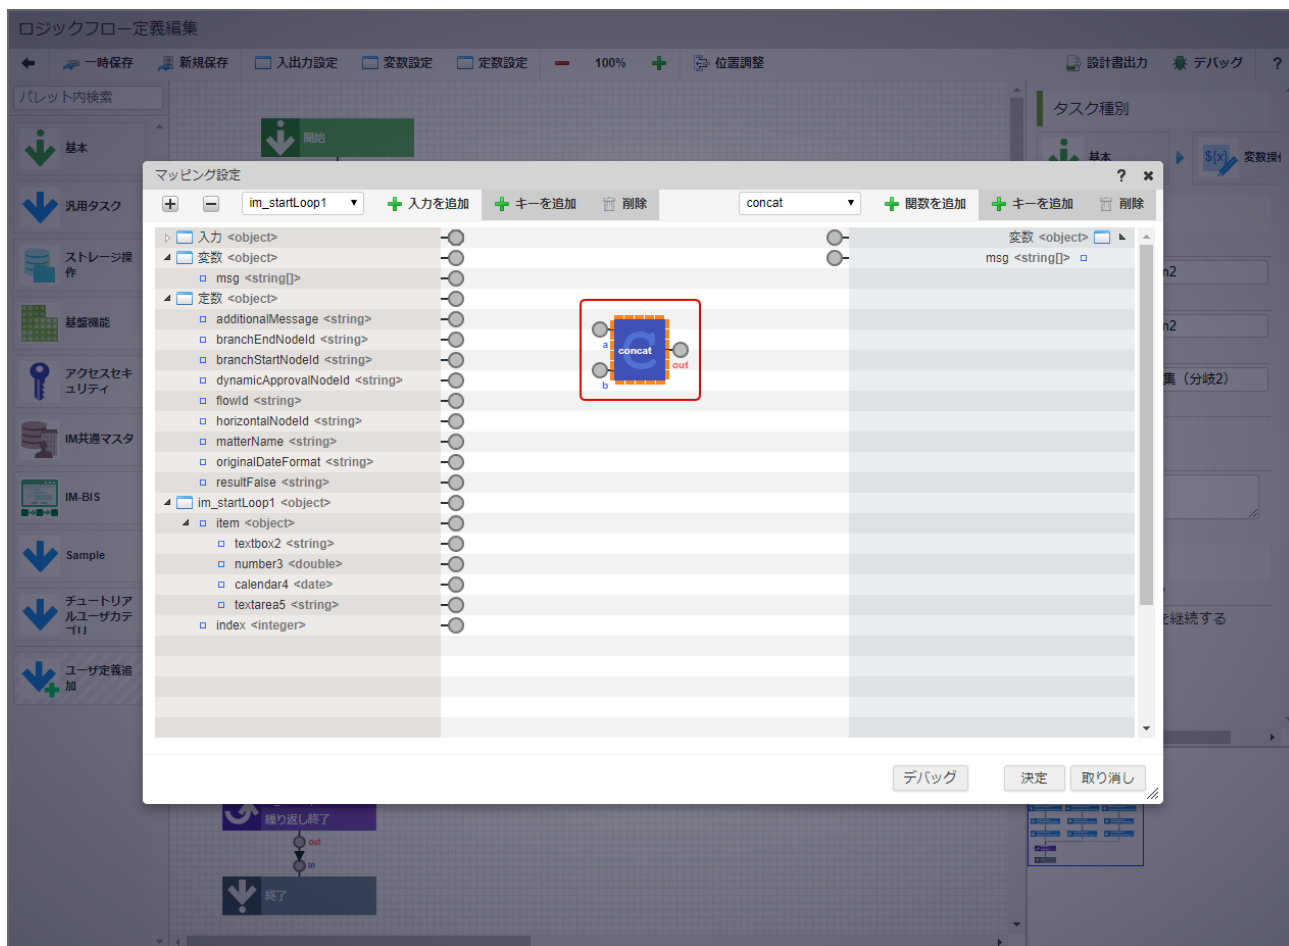 ロジックフロー定義編集
一時保存 新規保存 入出力設定 変数設定 定数設定 100% 位置調整 設計書出力 デバッグ ?
パレット内検索
基本
汎用タスク
ストレージ操
作
基盤機能
アクセスセキ
ュリティ
IM共通マスタ
IM-BIS
Sample
チュートリア
ルユーザカテ
ゴリ
ユーザ定義追
加
開始
タスク種別
基本 ${x} 変数操作
マッピング設定 ?
im_startLoop1 入力を追加 キーを追加 削除 concat 関数を追加 キーを追加 削除
入力 <object>
変数 <object>
msg <string[]>
定数 <object>
additionalMessage <string>
branchEndNodeId <string>
branchStartNodeId <string>
dynamicApprovalNodeId <string>
flowId <string>
horizontalNodeId <string>
matterName <string>
originalDateFormat <string>
resultFalse <string>
im_startLoop1 <object>
item <object>
textbox2 <string>
number3 <double>
calendar4 <date>
textarea5 <string>
index <integer>
a
concat
C
out
b
変数 <object>
msg <string[]>
n2
n2
集（分岐2）
を継続する
デバッグ 決定 取り消し
繰り返し終了
out
in
終了